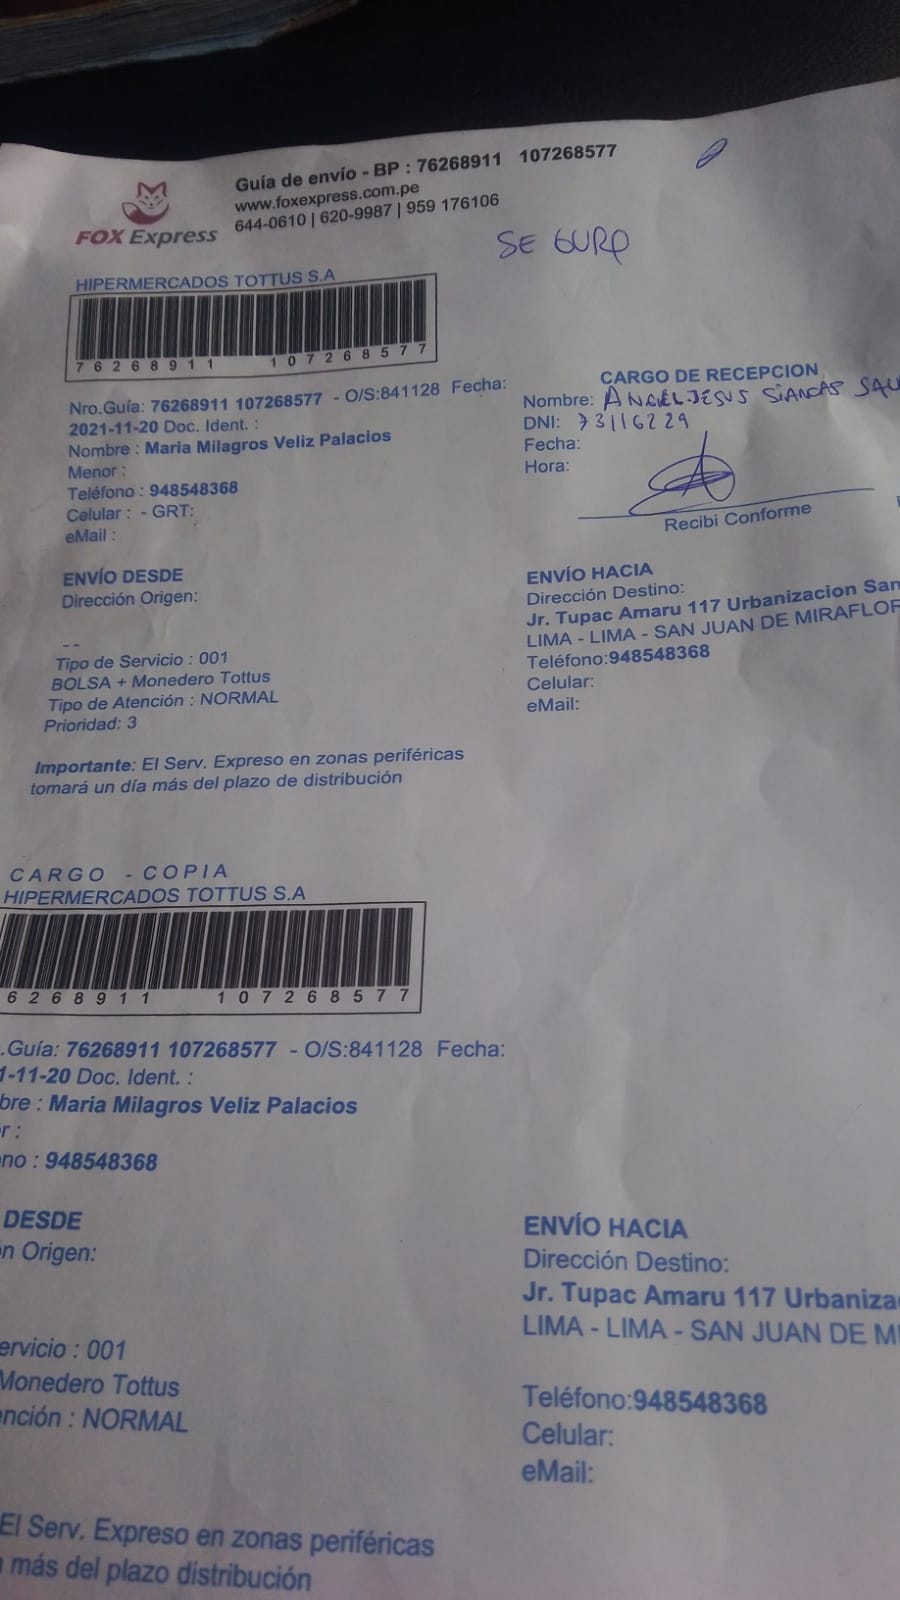 Guía de envío - BP : 76268911 107268577
www.foxexpress.com.pe
644-0610 | 620-9987 | 959 176106
FOX Express
SE GURO
HIPERMERCADOS TOTTUS S.A
76268911 107268577
Nro.Guía: 76268911 107268577 - O/S:841128 Fecha:
2021-11-20 Doc. Ident. :
Nombre : Maria Milagros Veliz Palacios
Menor :
Teléfono : 948548368
Celular : - GRT:
eMail :
CARGO DE RECEPCION
Nombre: ANGEL JESUS SIANCAS
DNI: 73116229
Fecha:
Hora:
Recibi Conforme
ENVÍO DESDE
Dirección Origen:
--
Tipo de Servicio : 001
BOLSA + Monedero Tottus
Tipo de Atención : NORMAL
Prioridad: 3
ENVÍO HACIA
Dirección Destino:
Jr. Tupac Amaru 117 Urbanizacion San
LIMA - LIMA - SAN JUAN DE MIRAFLOR
Teléfono:948548368
Celular:
eMail:
Importante: El Serv. Expreso en zonas periféricas
tomará un día más del plazo de distribución
CARGO - COPIA
HIPERMERCADOS TOTTUS S.A
6268911 107268577
.Guía: 76268911 107268577 - O/S:841128 Fecha:
1-11-20 Doc. Ident. :
bre : Maria Milagros Veliz Palacios
r :
no : 948548368
DESDE
n Origen:
ervicio : 001
Monedero Tottus
nción : NORMAL
ENVÍO HACIA
Dirección Destino:
Jr. Tupac Amaru 117 Urbaniza
LIMA - LIMA - SAN JUAN DE MI
Teléfono:948548368
Celular:
eMail:
El Serv. Expreso en zonas periféricas
más del plazo distribución